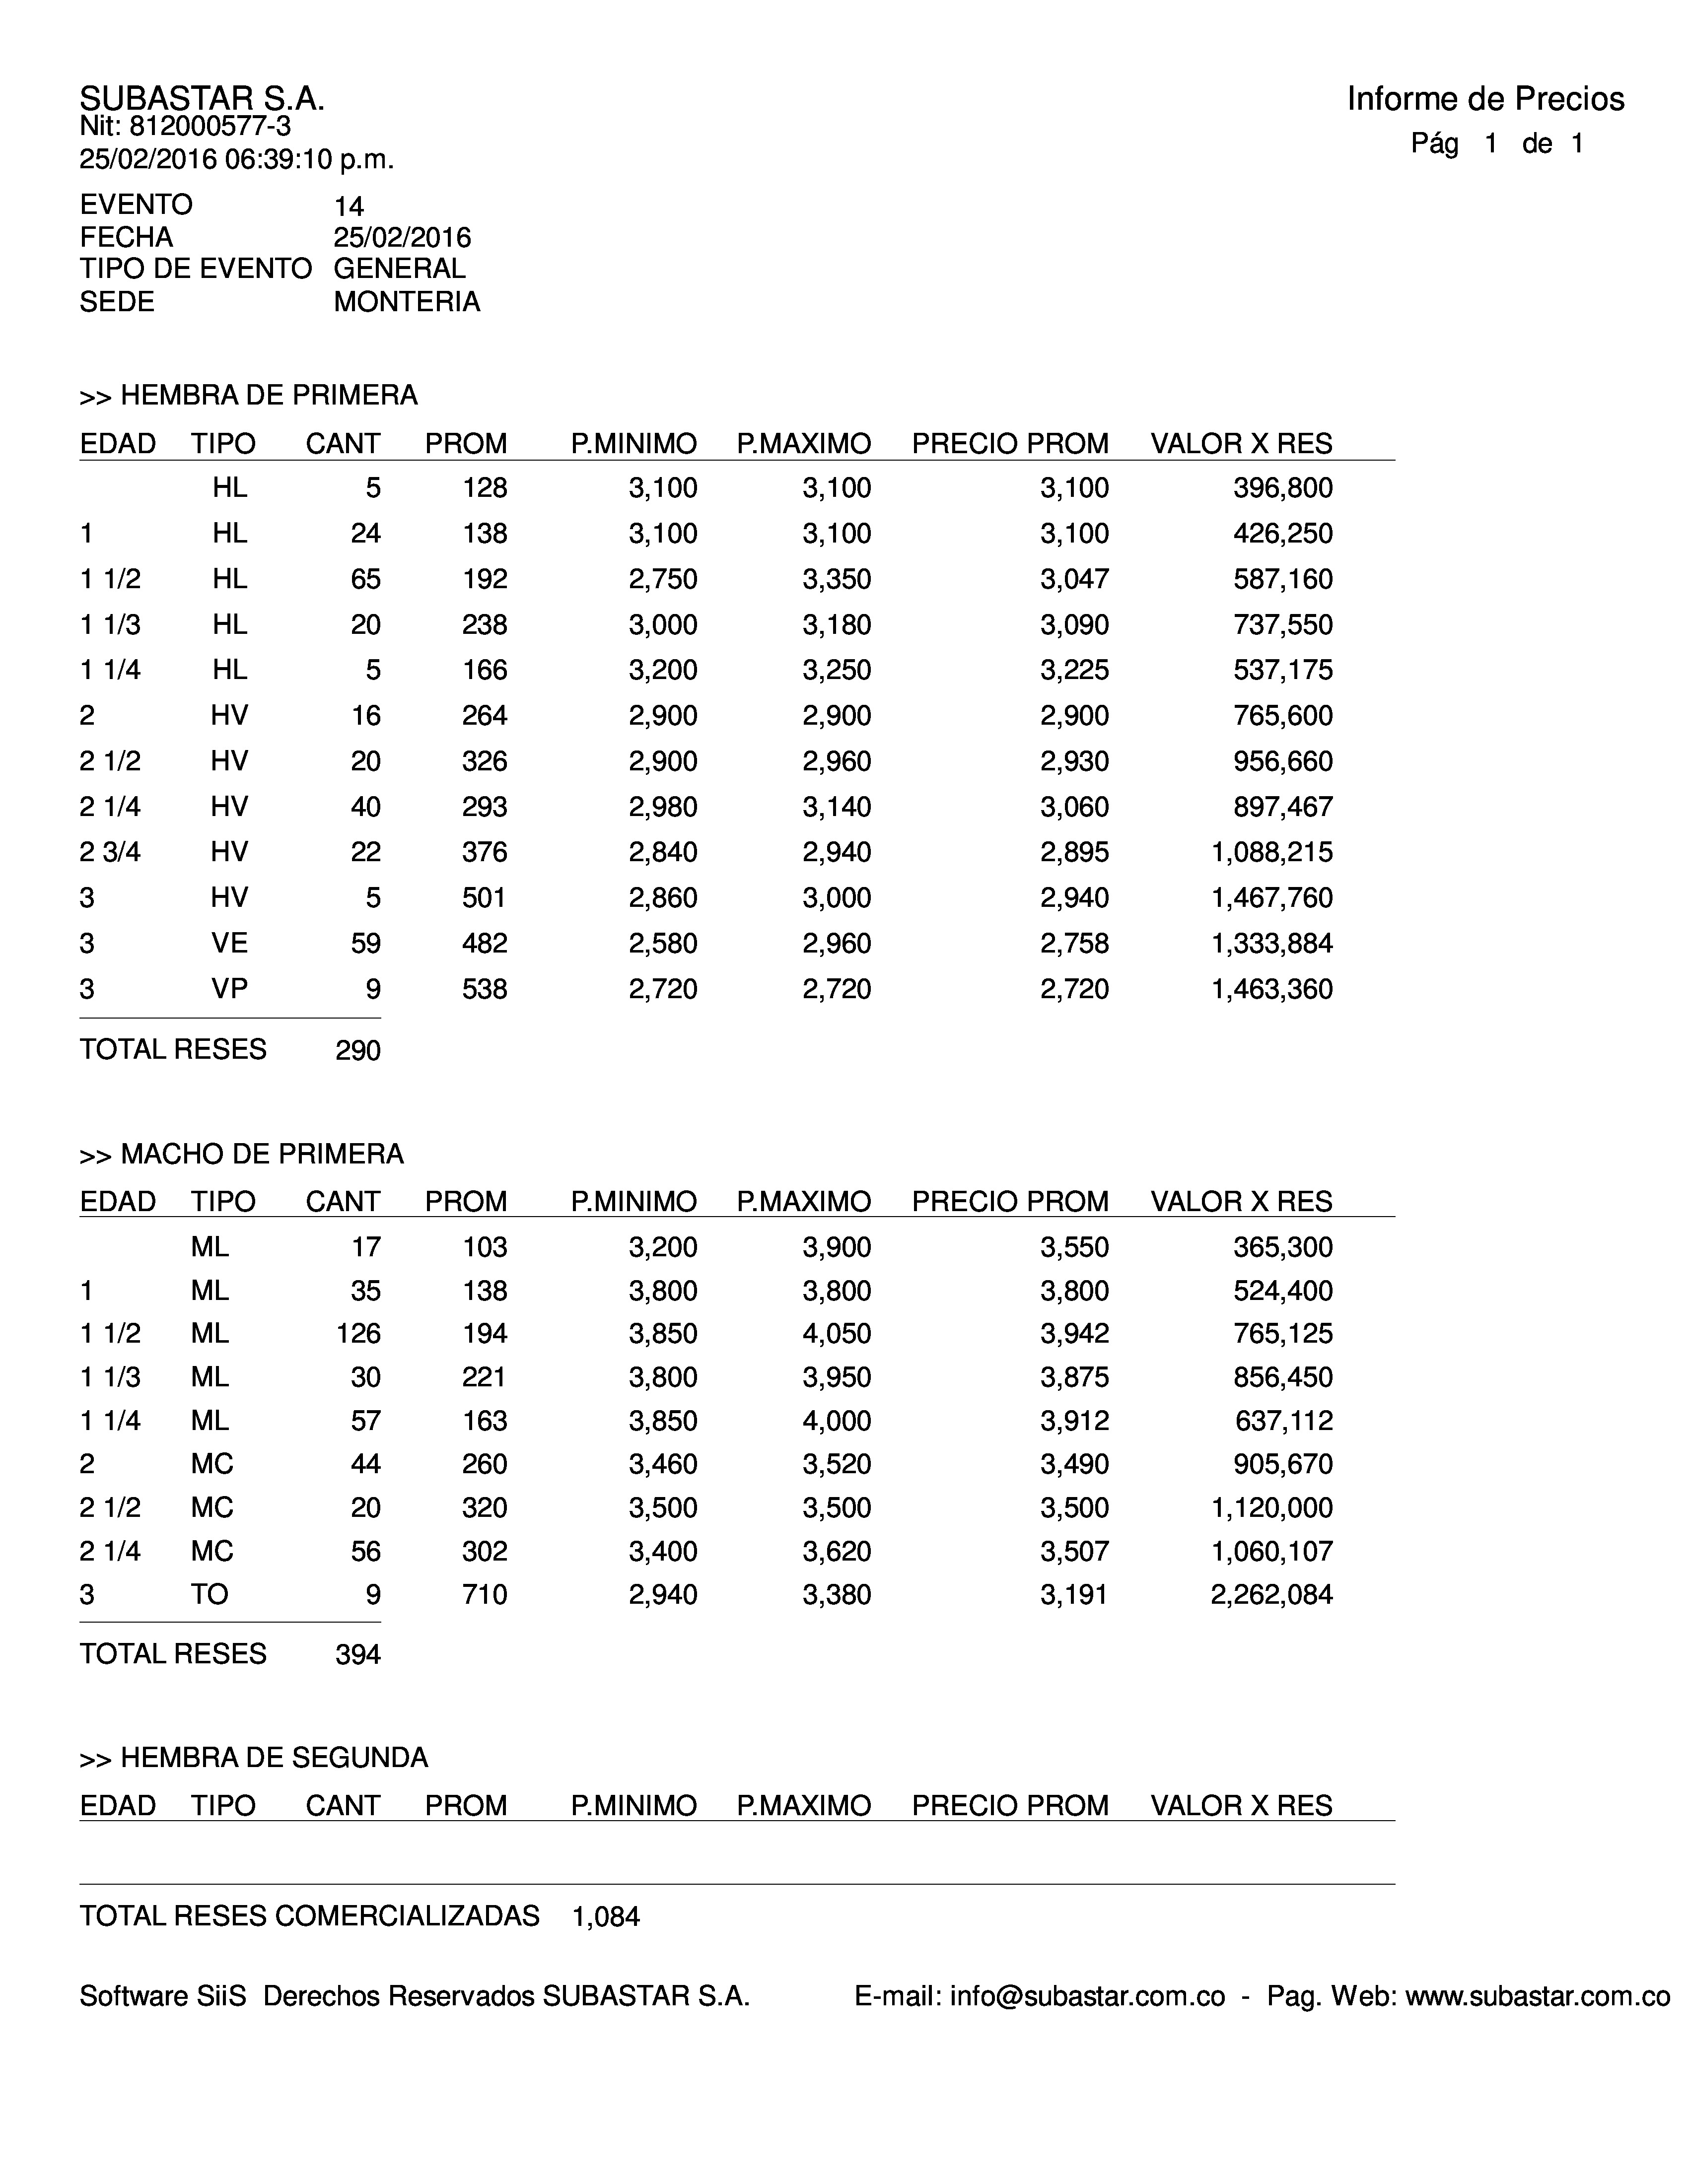 SUBASTAR S.A.
Informe de Precios
Nit: 812000577-3
Pág 1 de 1
25/02/2016 06:39:10 p.m.
EVENTO 14
FECHA 25/02/2016
TIPO DE EVENTO GENERAL
SEDE MONTERIA
>> HEMBRA DE PRIMERA
EDAD TIPO CANT PROM P.MINIMO P.MAXIMO PRECIO PROM VALOR X RES
HL 5 128 3,100 3,100 3,100 396,800
1 HL 24 138 3,100 3,100 3,100 426,250
1 1/2 HL 65 192 2,750 3,350 3,047 587,160
1 1/3 HL 20 238 3,000 3,180 3,090 737,550
1 1/4 HL 5 166 3,200 3,250 3,225 537,175
2 HV 16 264 2,900 2,900 2,900 765,600
2 1/2 HV 20 326 2,900 2,960 2,930 956,660
2 1/4 HV 40 293 2,980 3,140 3,060 897,467
2 3/4 HV 22 376 2,840 2,940 2,895 1,088,215
3 HV 5 501 2,860 3,000 2,940 1,467,760
3 VE 59 482 2,580 2,960 2,758 1,333,884
3 VP 9 538 2,720 2,720 2,720 1,463,360
TOTAL RESES 290
>> MACHO DE PRIMERA
EDAD TIPO CANT PROM P.MINIMO P.MAXIMO PRECIO PROM VALOR X RES
ML 17 103 3,200 3,900 3,550 365,300
1 ML 35 138 3,800 3,800 3,800 524,400
1 1/2 ML 126 194 3,850 4,050 3,942 765,125
1 1/3 ML 30 221 3,800 3,950 3,875 856,450
1 1/4 ML 57 163 3,850 4,000 3,912 637,112
2 MC 44 260 3,460 3,520 3,490 905,670
2 1/2 MC 20 320 3,500 3,500 3,500 1,120,000
2 1/4 MC 56 302 3,400 3,620 3,507 1,060,107
3 TO 9 710 2,940 3,380 3,191 2,262,084
TOTAL RESES 394
>> HEMBRA DE SEGUNDA
EDAD TIPO CANT PROM P.MINIMO P.MAXIMO PRECIO PROM VALOR X RES
TOTAL RESES COMERCIALIZADAS 1,084
Software SiiS Derechos Reservados SUBASTAR S.A. E-mail: info@subastar.com.co - Pag. Web: www.subastar.com.co